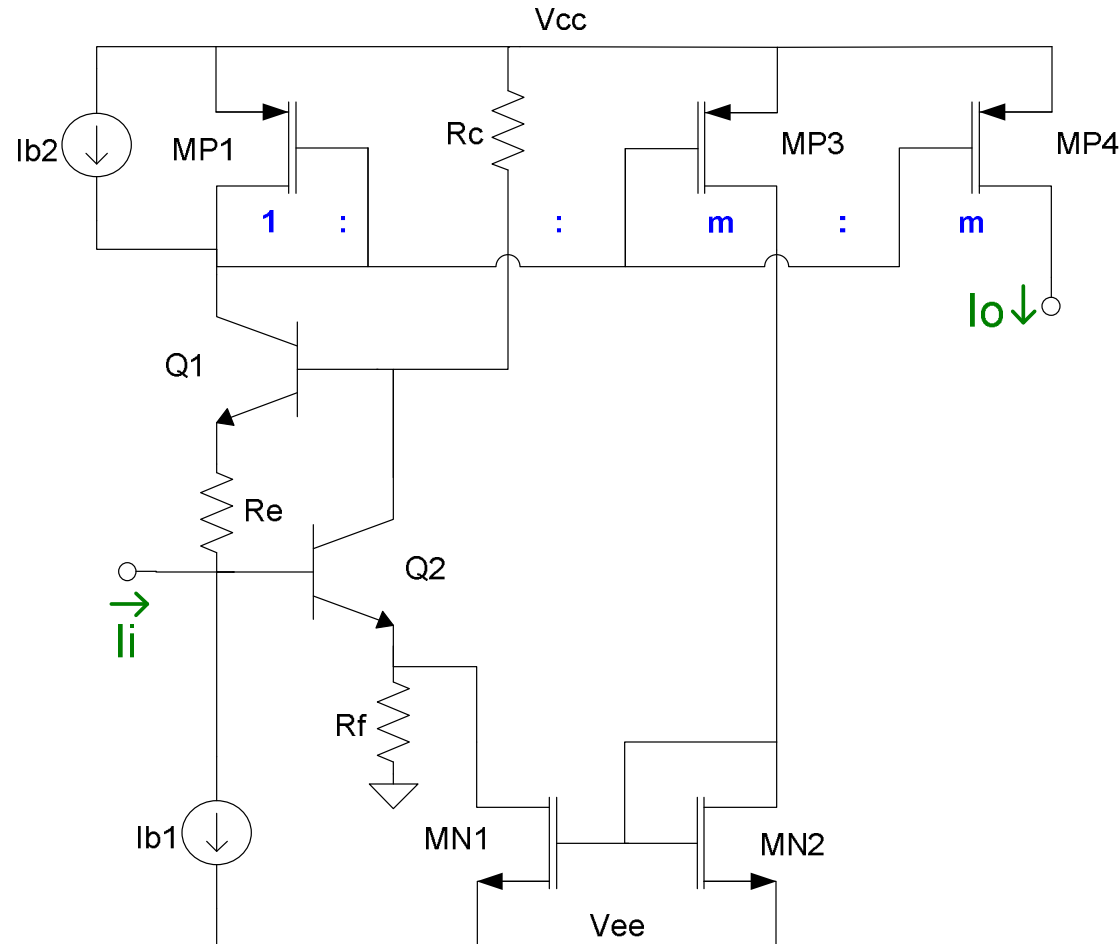 Vcc
Ib2
MP1
Rc
MP3
MP4
1 : : m : m
Io
Q1
Re
Q2
Ii
Rf
Ib1
MN1
MN2
Vee